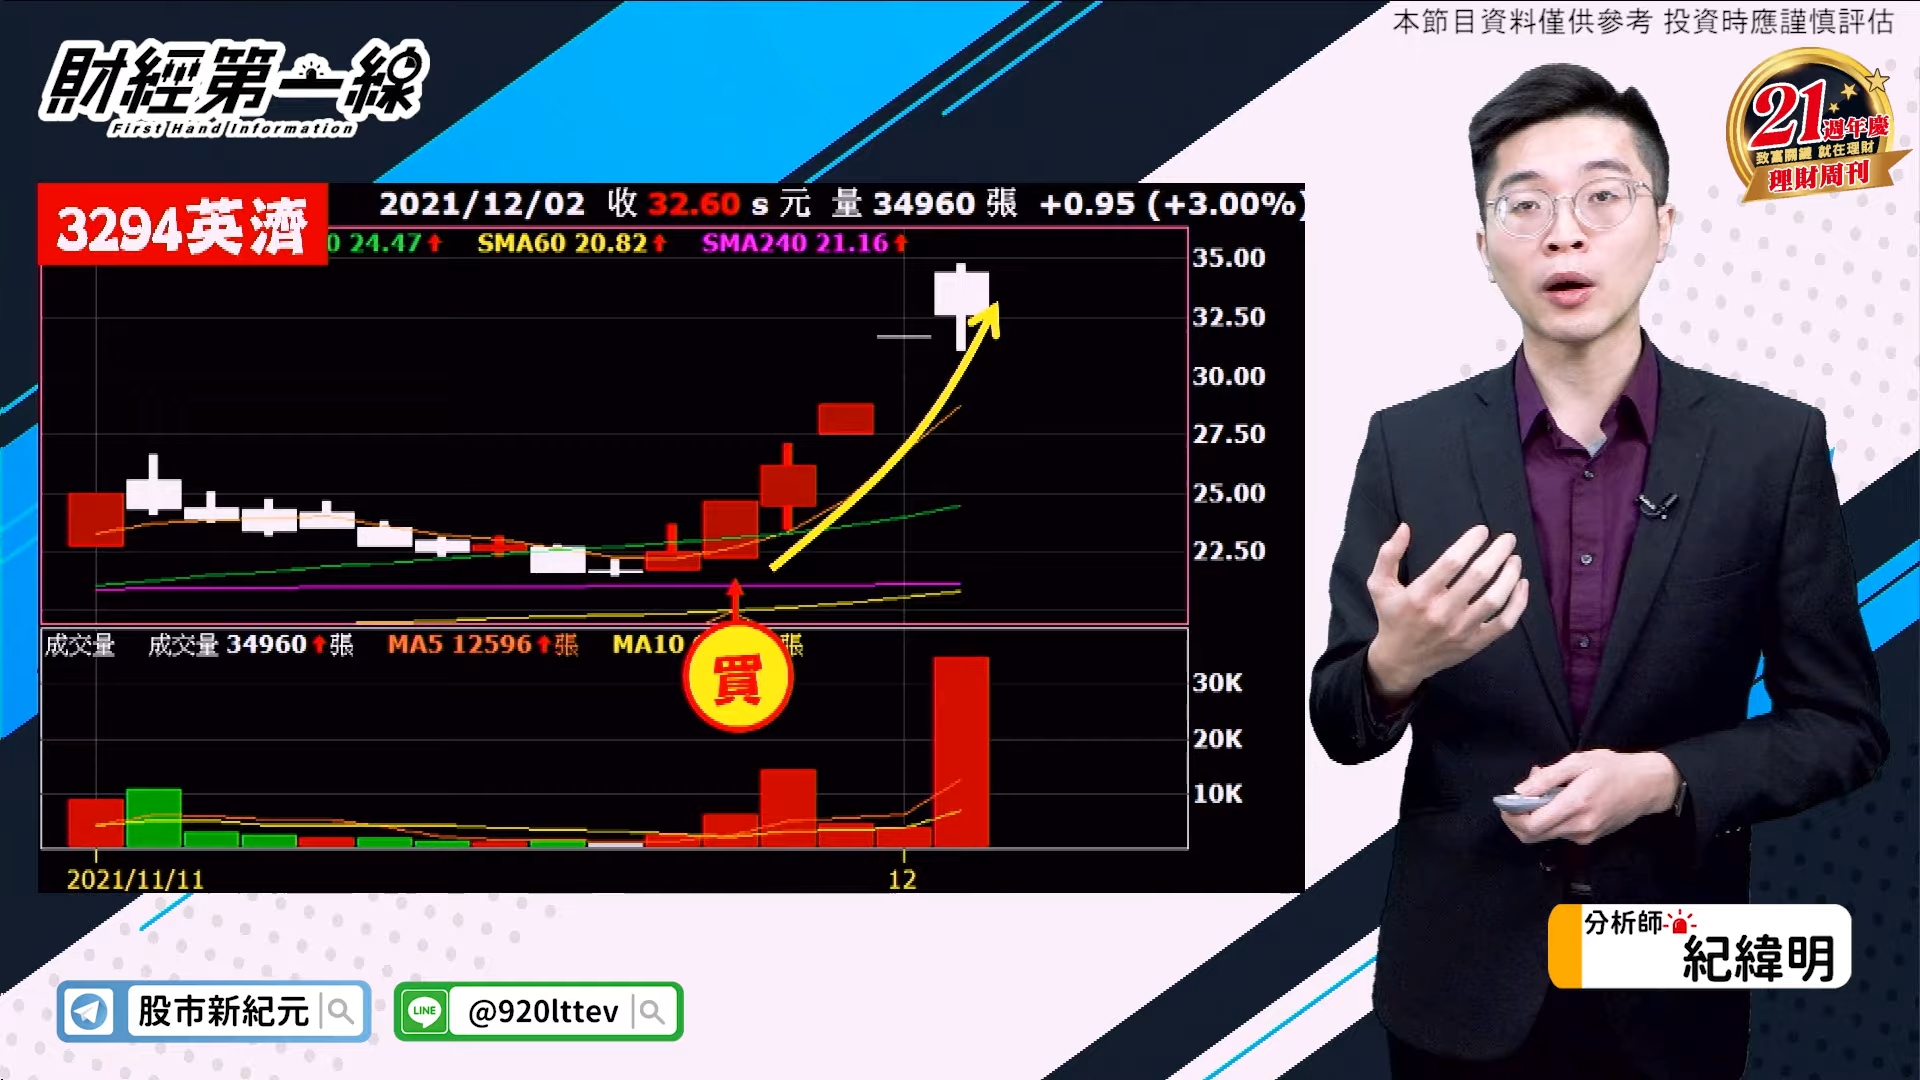 本節目資料僅供參考 投資時應謹慎評估
財經第一線
First Hand Information
21週年慶
致富關鍵 就在理財
理財周刊
3294英濟
2021/12/02 收 32.60 s 元 量 34960 張 +0.95 (+3.00%)
0 24.47↑ SMA60 20.82↑ SMA240 21.16↑
35.00
32.50
30.00
27.50
25.00
22.50
成交量 成交量 34960↑張 MA5 12596↑張 MA10 張
買
30K
20K
10K
2021/11/11 12
分析師
紀緯明
股市新紀元
LINE @920lttev